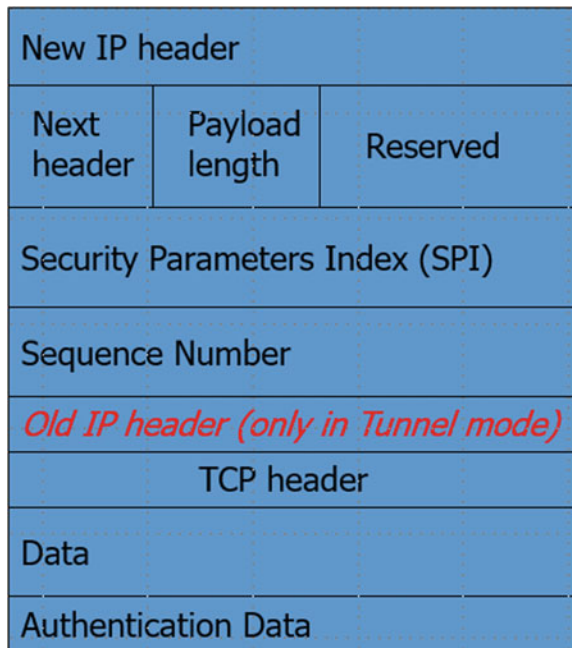 New IP header
Next
header
Payload
length
Reserved
Security Parameters Index (SPI)
Sequence Number
Old IP header (only in Tunnel mode)
TCP header
Data
Authentication Data